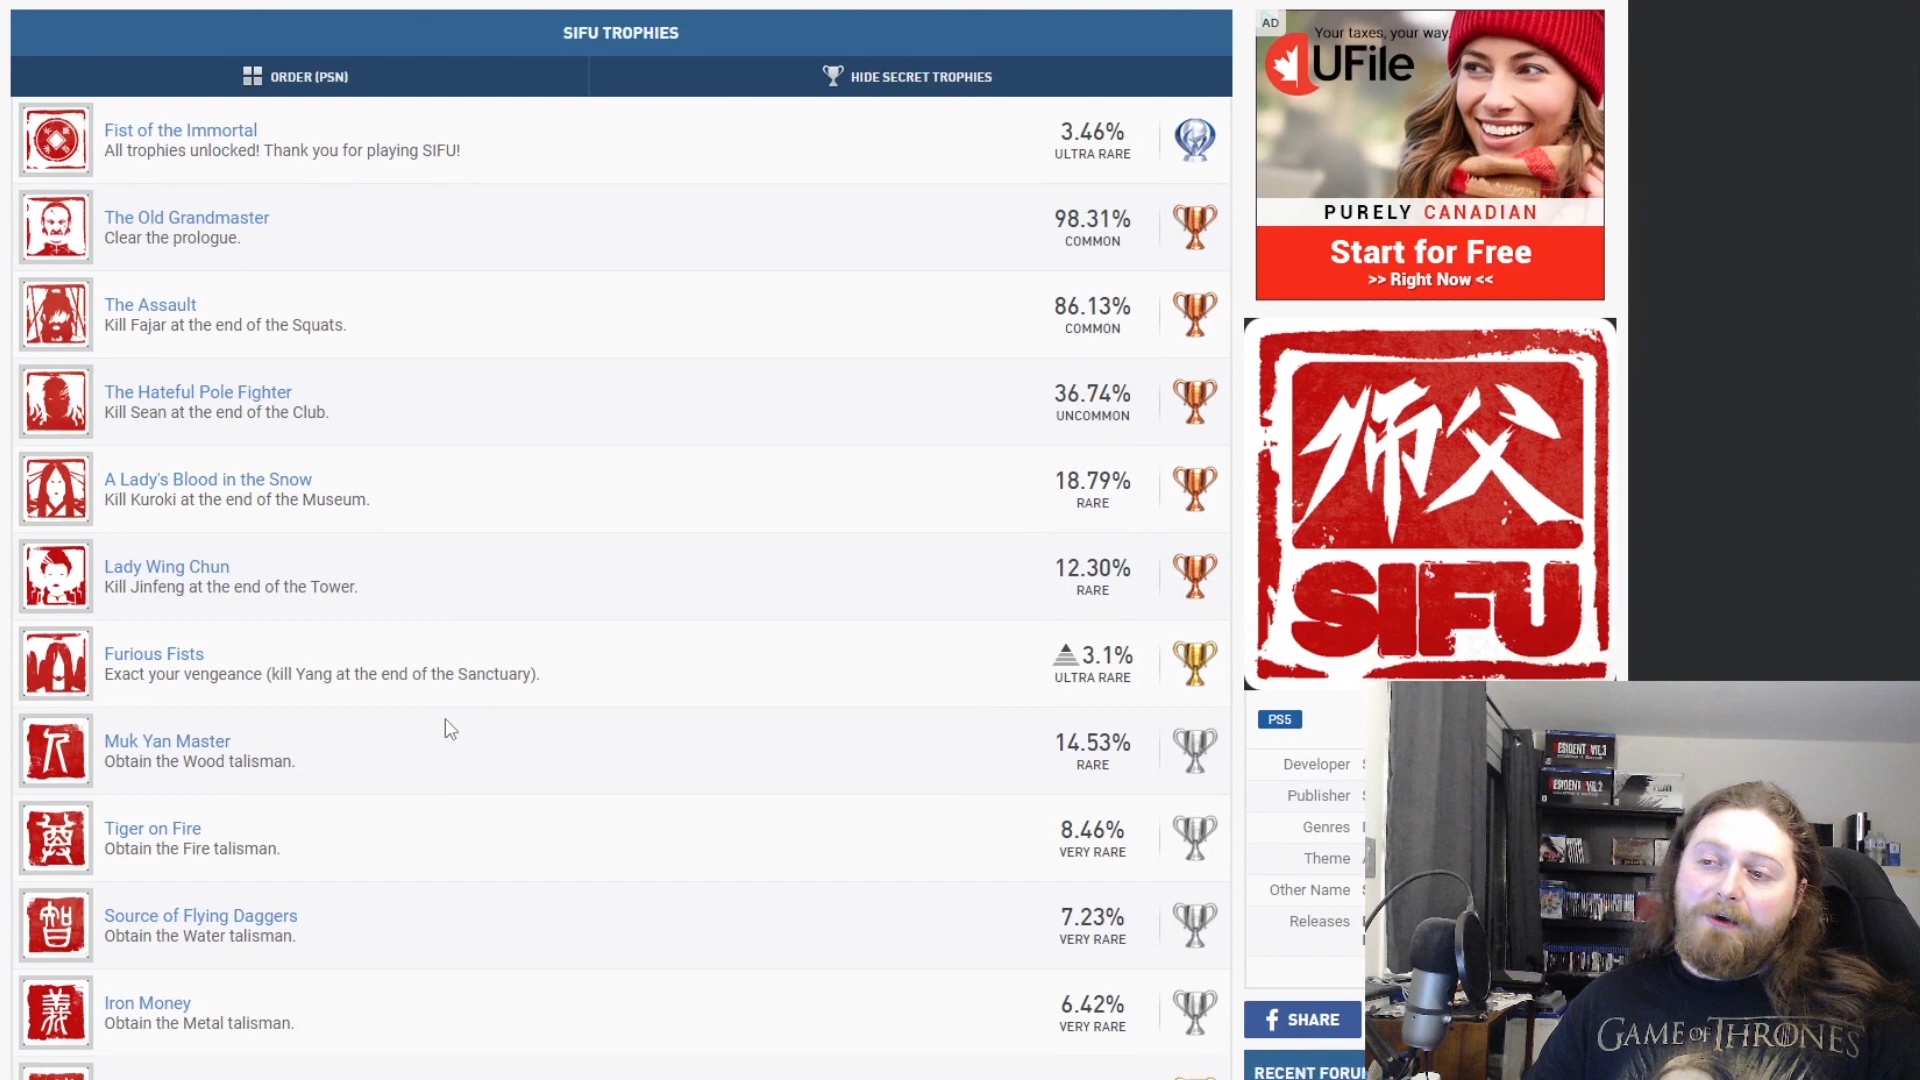 SIFU TROPHIES
ORDER (PSN)
HIDE SECRET TROPHIES
Fist of the Immortal
All trophies unlocked! Thank you for playing SIFU!
3.46%
ULTRA RARE
The Old Grandmaster
Clear the prologue.
98.31%
COMMON
The Assault
Kill Fajar at the end of the Squats.
86.13%
COMMON
The Hateful Pole Fighter
Kill Sean at the end of the Club.
36.74%
UNCOMMON
A Lady's Blood in the Snow
Kill Kuroki at the end of the Museum.
18.79%
RARE
Lady Wing Chun
Kill Jinfeng at the end of the Tower.
12.30%
RARE
Furious Fists
Exact your vengeance (kill Yang at the end of the Sanctuary).
3.1%
ULTRA RARE
Muk Yan Master
Obtain the Wood talisman.
14.53%
RARE
Tiger on Fire
Obtain the Fire talisman.
8.46%
VERY RARE
Source of Flying Daggers
Obtain the Water talisman.
7.23%
VERY RARE
Iron Money
Obtain the Metal talisman.
6.42%
VERY RARE
AD
Your taxes, your way.
UFile
PURELY CANADIAN
Start for Free
>> Right Now <<
师父
SIFU
PS5
Developer
Publisher
Genres
Theme
Other Name
Releases
SHARE
RECENT FORU
RESIDENT EVIL 3
RESIDENT EVIL 2
GAME OF THRONES